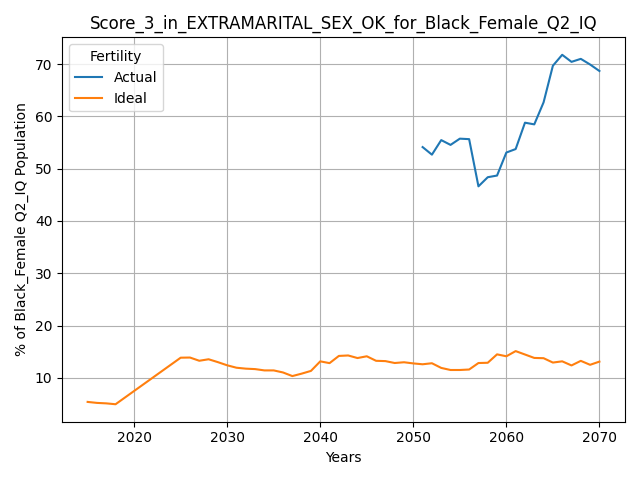 Score_3_in_EXTRAMARITAL_SEX_OK_for_Black_Female_Q2_IQ
Fertility
Actual
Ideal
% of Black_Female Q2_IQ Population
70
60
50
40
30
20
10
2020 2030 2040 2050 2060 2070
Years